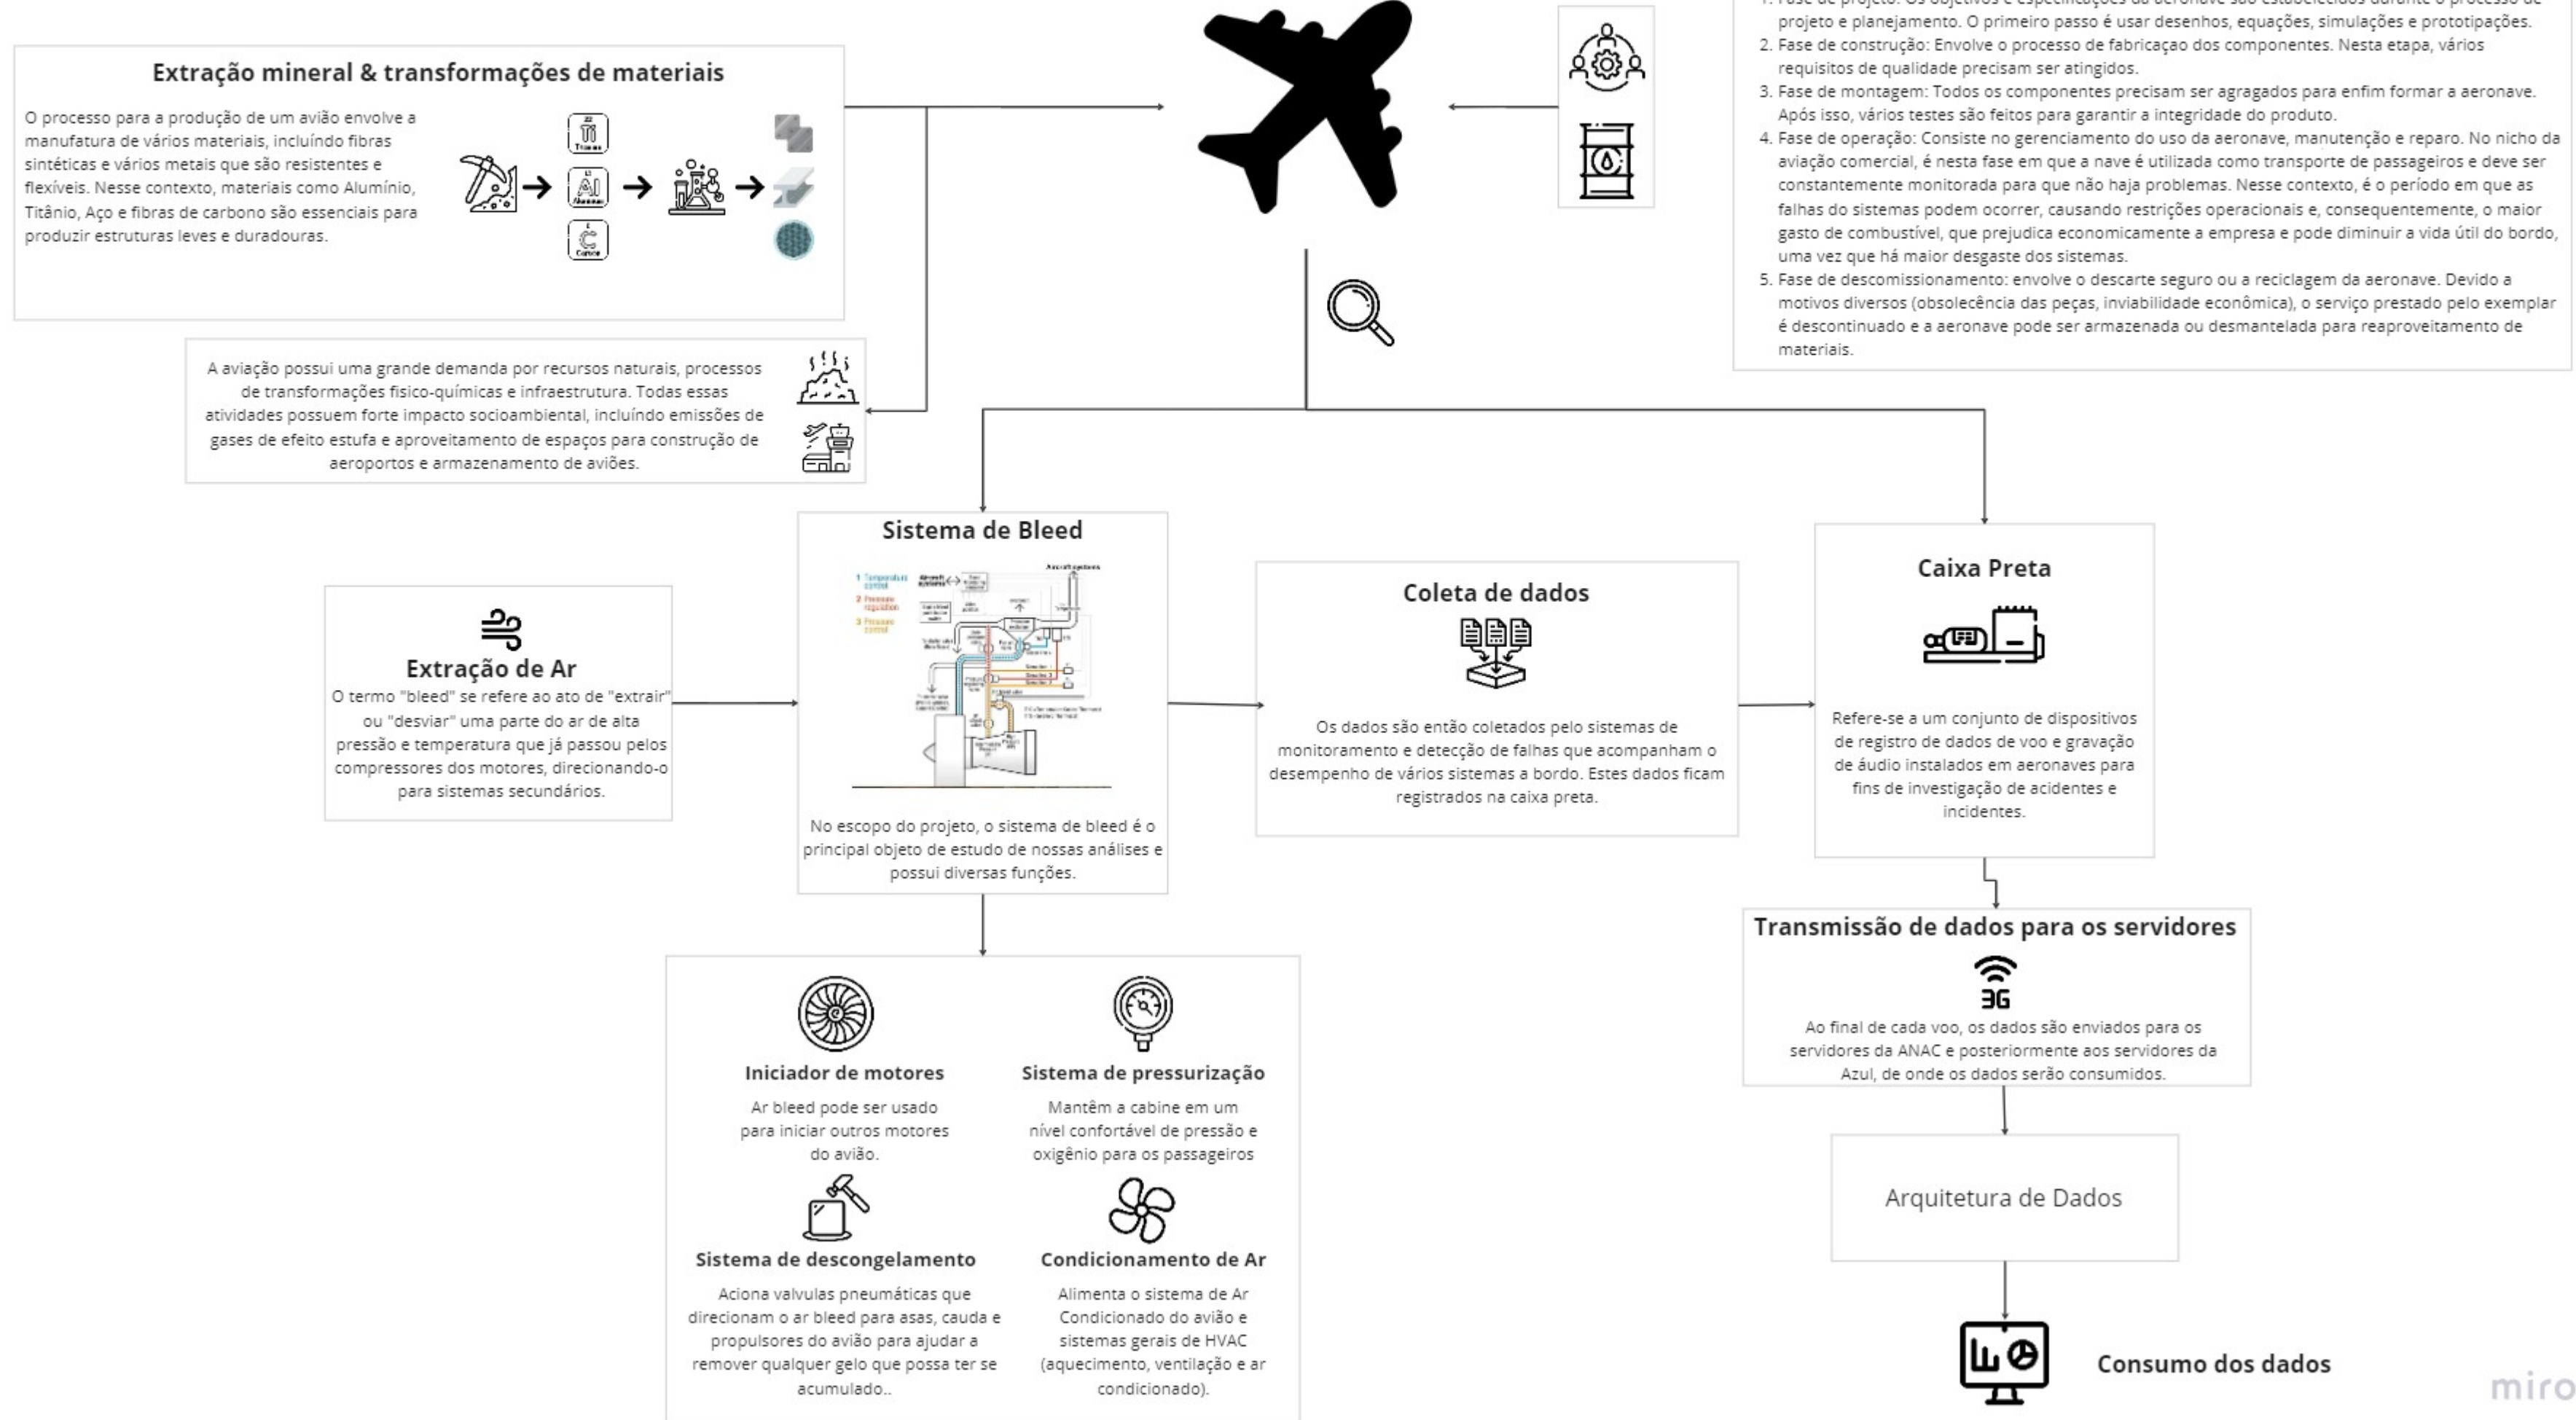 Extração mineral & transformações de materiais
O processo para a produção de um avião envolve a
manufatura de vários materiais, incluíndo fibras
sintéticas e vários metais que são resistentes e
flexíveis. Nesse contexto, materiais como Alumínio,
Titânio, Aço e fibras de carbono são essenciais para
produzir estruturas leves e duradouras.
Ti
Al
C
projeto e planejamento. O primeiro passo é usar desenhos, equações, simulações e prototipações.
2. Fase de construção: Envolve o processo de fabricaçao dos componentes. Nesta etapa, vários
requisitos de qualidade precisam ser atingidos.
3. Fase de montagem: Todos os componentes precisam ser agragados para enfim formar a aeronave.
Após isso, vários testes são feitos para garantir a integridade do produto.
4. Fase de operação: Consiste no gerenciamento do uso da aeronave, manutenção e reparo. No nicho da
aviação comercial, é nesta fase em que a nave é utilizada como transporte de passageiros e deve ser
constantemente monitorada para que não haja problemas. Nesse contexto, é o período em que as
falhas do sistemas podem ocorrer, causando restrições operacionais e, consequentemente, o maior
gasto de combustível, que prejudica economicamente a empresa e pode diminuir a vida útil do bordo,
uma vez que há maior desgaste dos sistemas.
5. Fase de descomissionamento: envolve o descarte seguro ou a reciclagem da aeronave. Devido a
motivos diversos (obsolecência das peças, inviabilidade econômica), o serviço prestado pelo exemplar
é descontinuado e a aeronave pode ser armazenada ou desmantelada para reaproveitamento de
materiais.
A aviação possui uma grande demanda por recursos naturais, processos
de transformações fisico-químicas e infraestrutura. Todas essas
atividades possuem forte impacto socioambiental, incluíndo emissões de
gases de efeito estufa e aproveitamento de espaços para construção de
aeroportos e armazenamento de aviões.
Extração de Ar
O termo "bleed" se refere ao ato de "extrair"
ou "desviar" uma parte do ar de alta
pressão e temperatura que já passou pelos
compressores dos motores, direcionando-o
para sistemas secundários.
Sistema de Bleed
Aircraft systems
1 Temperature
control
2 Pressure
regulation
3 Pressure
control
No escopo do projeto, o sistema de bleed é o
principal objeto de estudo de nossas análises e
possui diversas funções.
Coleta de dados
Os dados são então coletados pelo sistemas de
monitoramento e detecção de falhas que acompanham o
desempenho de vários sistemas a bordo. Estes dados ficam
registrados na caixa preta.
Caixa Preta
Refere-se a um conjunto de dispositivos
de registro de dados de voo e gravação
de áudio instalados em aeronaves para
fins de investigação de acidentes e
incidentes.
Transmissão de dados para os servidores
3G
Ao final de cada voo, os dados são enviados para os
servidores da ANAC e posteriormente aos servidores da
Azul, de onde os dados serão consumidos.
Arquitetura de Dados
Consumo dos dados
Iniciador de motores
Ar bleed pode ser usado
para iniciar outros motores
do avião.
Sistema de pressurização
Mantêm a cabine em um
nível confortável de pressão e
oxigênio para os passageiros
Sistema de descongelamento
Aciona valvulas pneumáticas que
direcionam o ar bleed para asas, cauda e
propulsores do avião para ajudar a
remover qualquer gelo que possa ter se
acumulado..
Condicionamento de Ar
Alimenta o sistema de Ar
Condicionado do avião e
sistemas gerais de HVAC
(aquecimento, ventilação e ar
condicionado).
miro